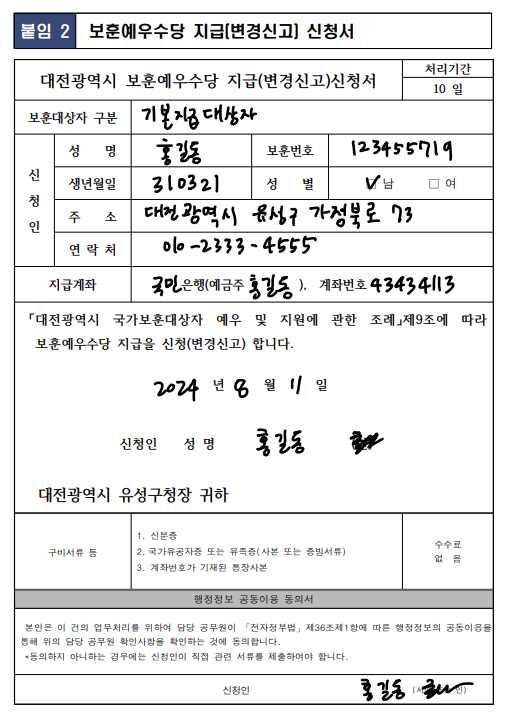 붙임 2 보훈예우수당 지급(변경신고) 신청서
대전광역시 보훈예우수당 지급(변경신고)신청서
처리기간
10 일
보훈대상자 구분 기본지급대상자
신청인
성 명 홍길동 보훈번호 123455719
생년월일 310321 성 별 ☑ 남 □ 여
주 소 대전광역시 유성구 가정북로 73
연 락 처 010-2333-4555
지급계좌 국민은행(예금주 홍길동 ), 계좌번호 43434113
「대전광역시 국가보훈대상자 예우 및 지원에 관한 조례」제9조에 따라
보훈예우수당 지급을 신청(변경신고) 합니다.
2024 년 8 월 11 일
신청인 성 명 홍길동
대전광역시 유성구청장 귀하
구비서류 등
1. 신분증
2. 국가유공자증 또는 유족증(사본 또는 증빙서류)
3. 계좌번호가 기재된 통장사본
수수료
없 음
행정정보 공동이용 동의서
본인은 이 건의 업무처리를 위하여 담당 공무원이 「전자정부법」제36조제1항에 따른 행정정보의 공동이용을
통해 위의 담당 공무원 확인사항을 확인하는 것에 동의합니다.
*동의하지 아니하는 경우에는 신청인이 직접 관련 서류를 제출하여야 합니다.
신청인 홍길동 (서 인)